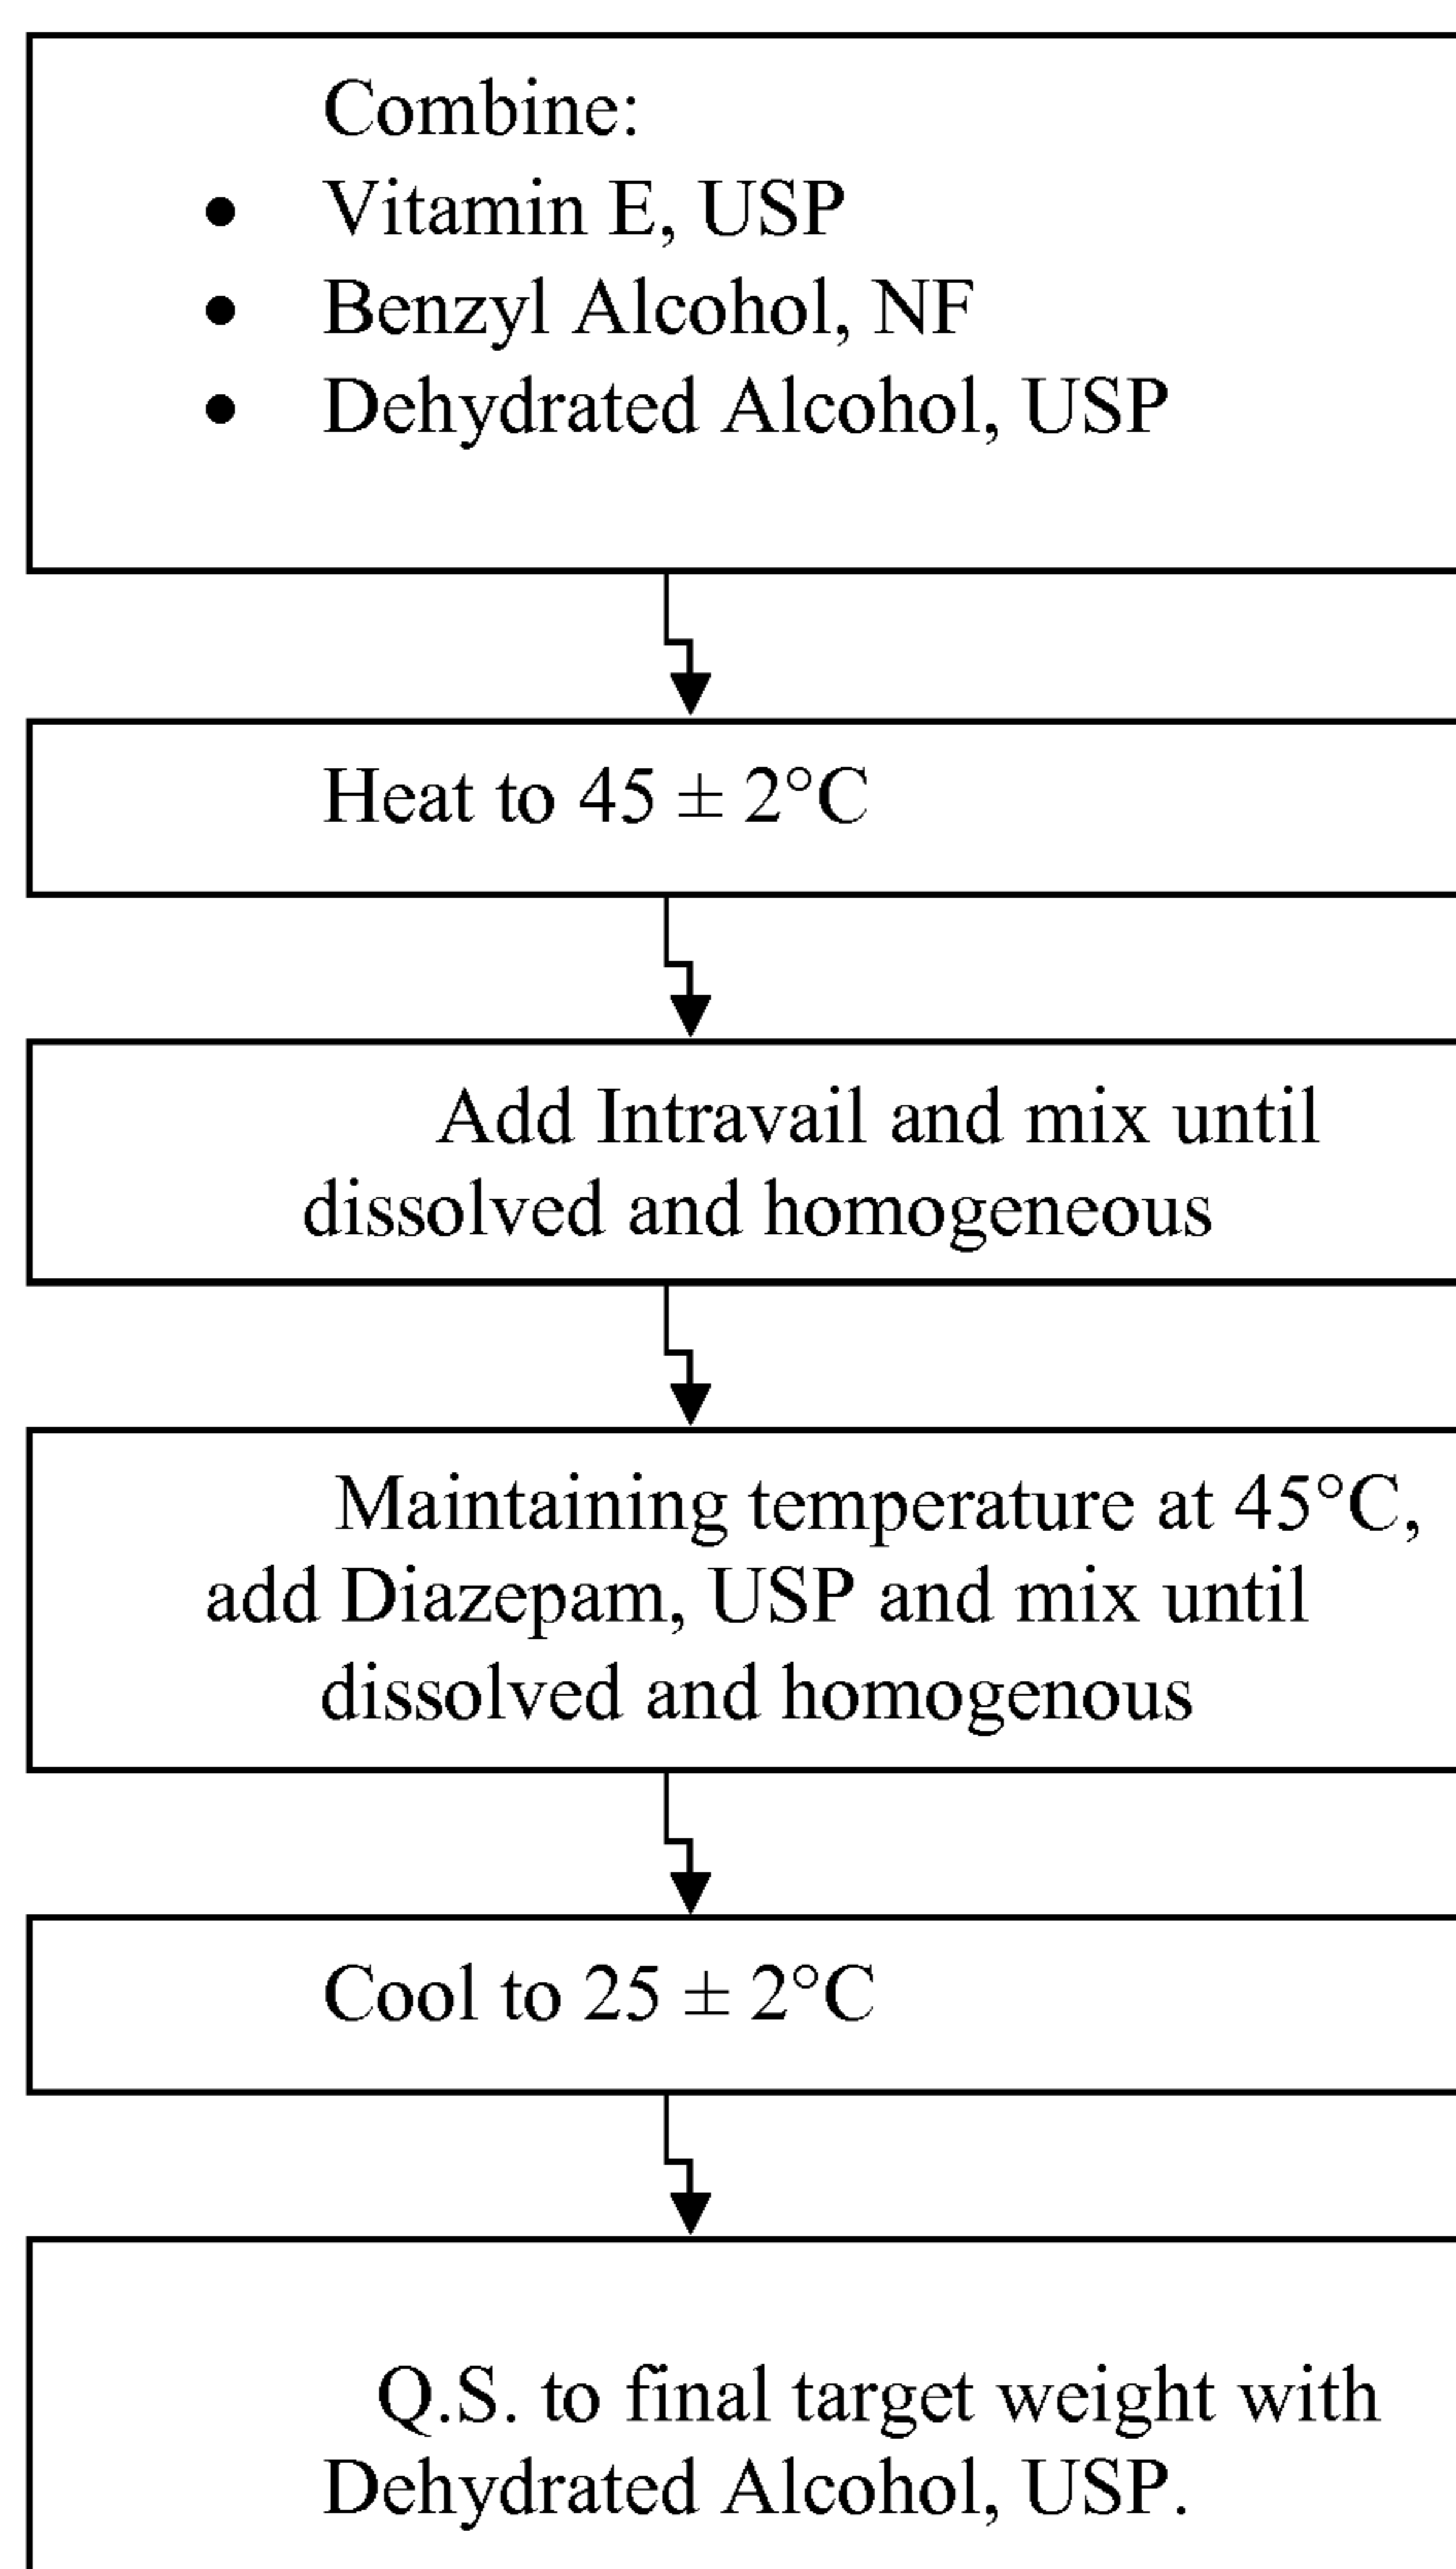 Combine:
• Vitamin E, USP
• Benzyl Alcohol, NF
• Dehydrated Alcohol, USP
Heat to 45 ± 2°C
Add Intravail and mix until
dissolved and homogeneous
Maintaining temperature at 45°C,
add Diazepam, USP and mix until
dissolved and homogenous
Cool to 25 ± 2°C
Q.S. to final target weight with
Dehydrated Alcohol, USP.